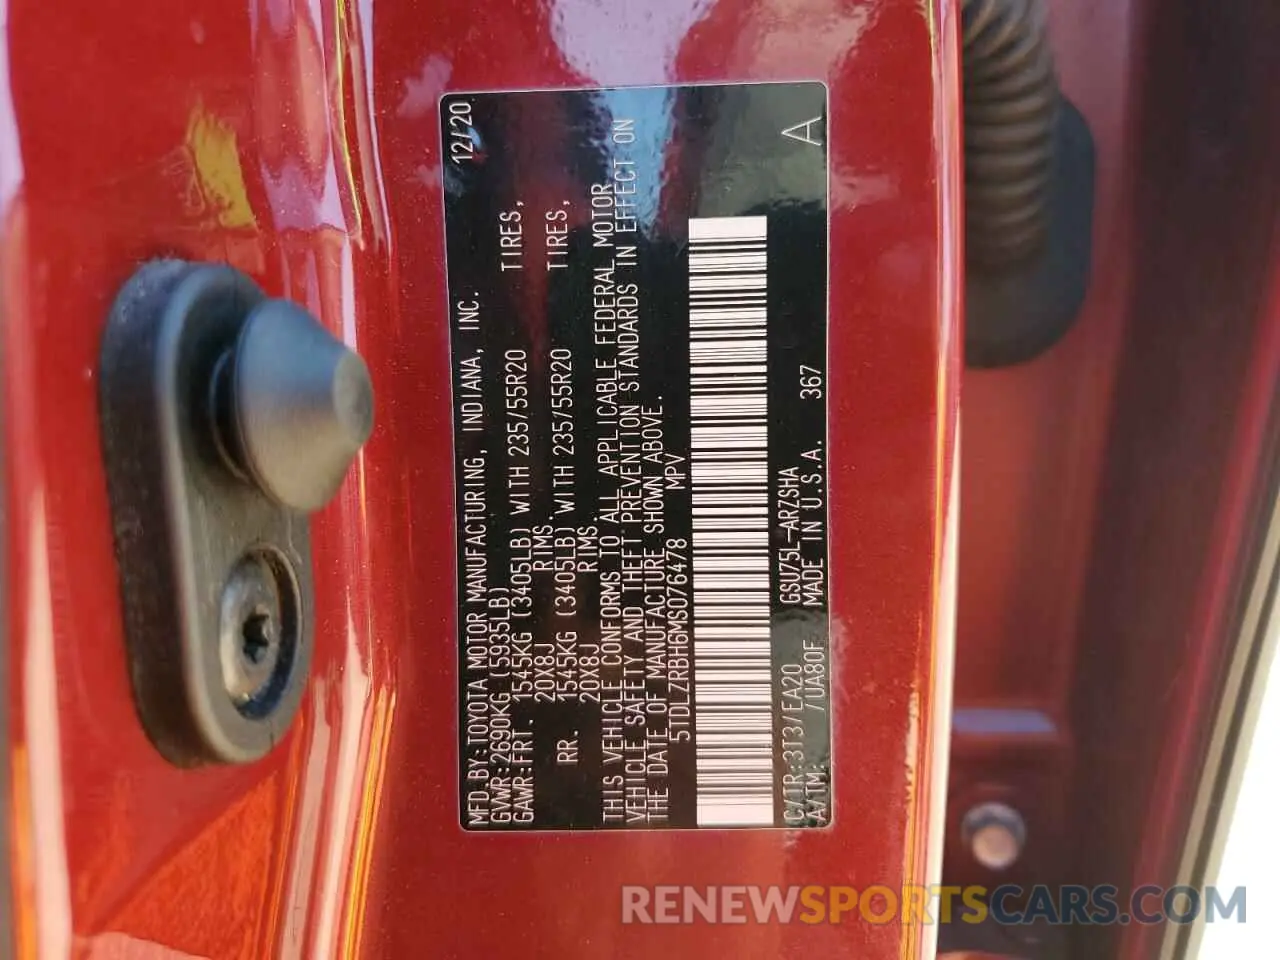 MFD.BY:TOYOTA MOTOR MANUFACTURING, INDIANA, INC. 12/20
GVWR:2690KG (5935LB)
GAWR:FRT. 1545KG (3405LB) WITH 235/55R20 TIRES,
20X8J RIMS.
RR. 1545KG (3405LB) WITH 235/55R20 TIRES,
20X8J RIMS.
THIS VEHICLE CONFORMS TO ALL APPLICABLE FEDERAL MOTOR
VEHICLE SAFETY AND THEFT PREVENTION STANDARDS IN EFFECT ON
THE DATE OF MANUFACTURE SHOWN ABOVE.
5TDLZRBH6MS076478 MPV
C/TR:3T3/EA20 GSU75L-ARZSHA
A/TM: /UA80F MADE IN U.S.A. 367 A
RENEWSPORTSCARS.COM